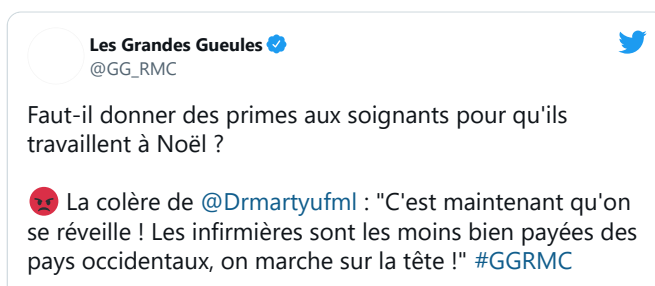 Les Grandes Gueules
@GG_RMC
Faut-il donner des primes aux soignants pour qu'ils
travaillent à Noël ?
😡 La colère de @Drmartyufml : "C'est maintenant qu'on
se réveille ! Les infirmières sont les moins bien payées des
pays occidentaux, on marche sur la tête !" #GGRMC